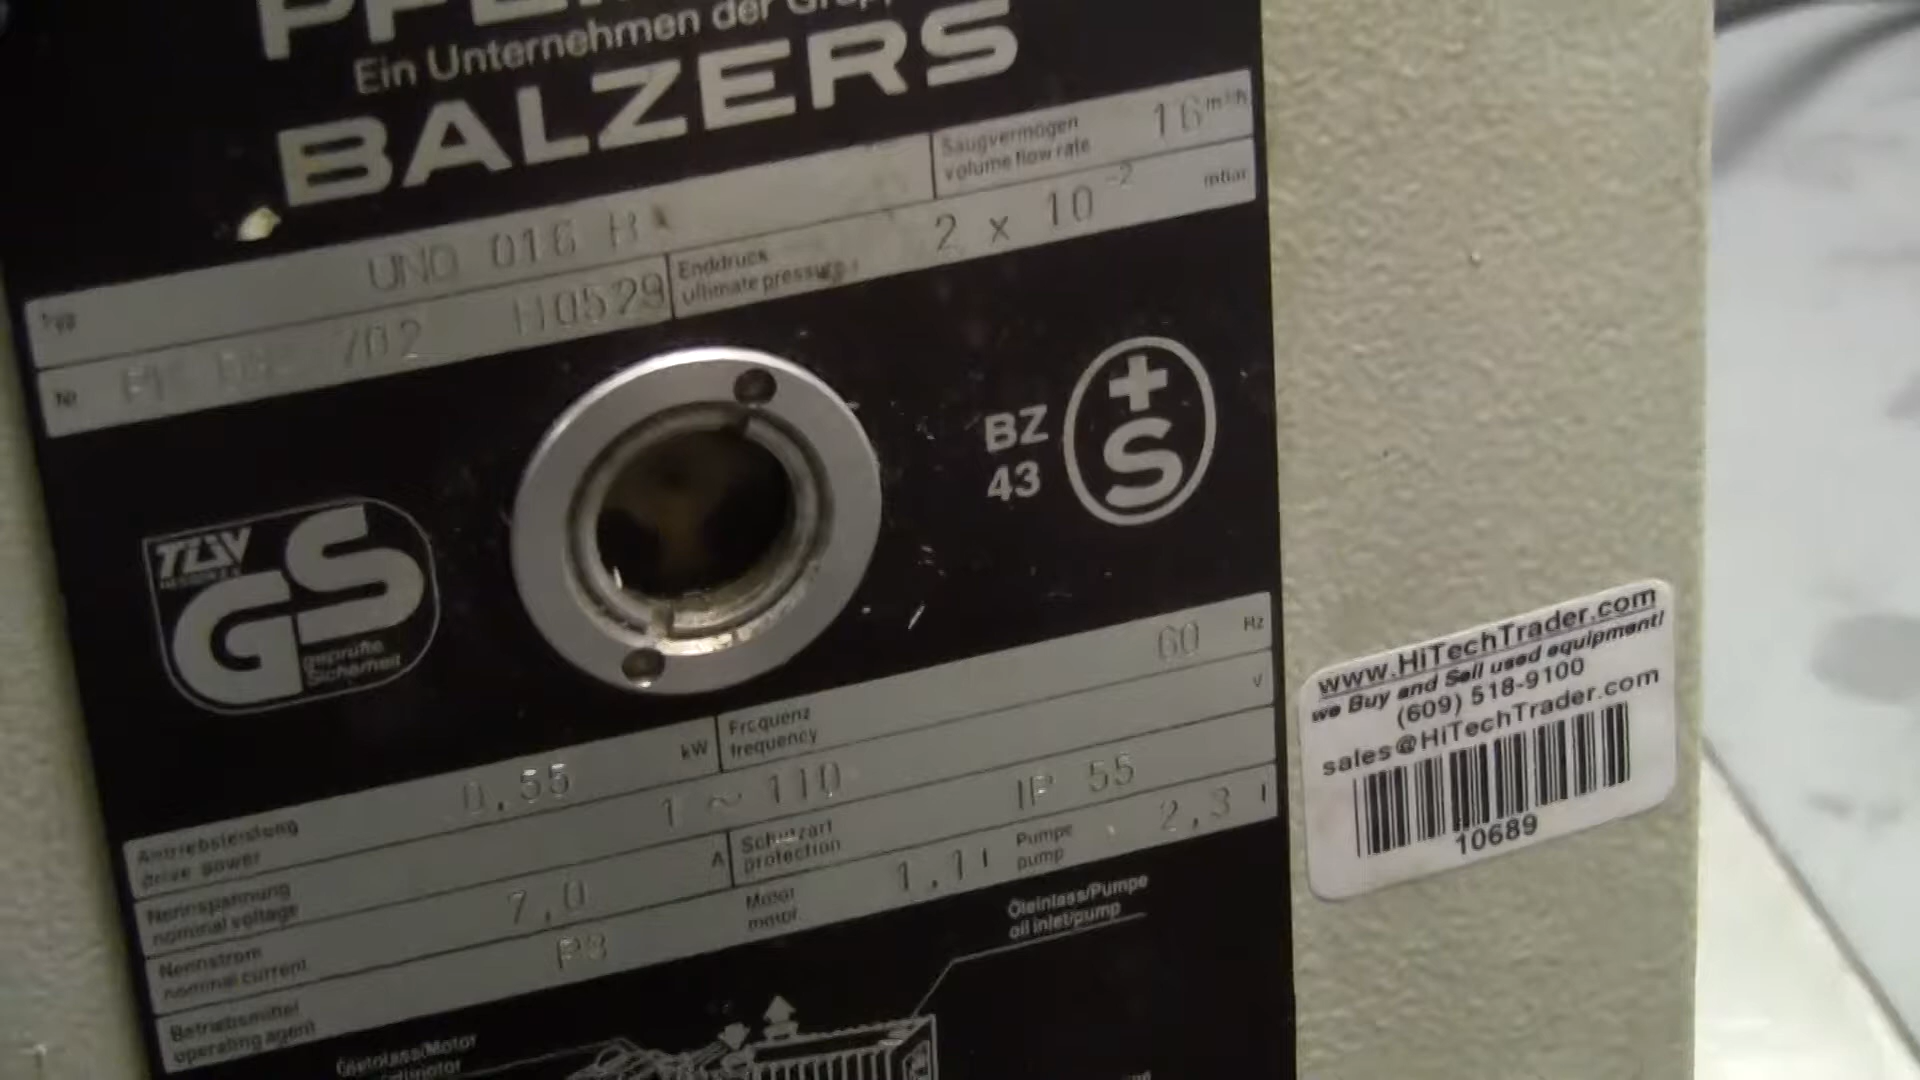 Ein Unternehmen der
BALZERS
Typ
UNO 016 B
Saugvermögen
volume flow rate
16 m³/h
Nr
702 H0529
Enddruck
ultimate pressure
2 x 10⁻² mbar
TÜV
GS
geprüfte
Sicherheit
BZ
43
+
S
Antriebsleistung
drive power
0,55 kW
Frequenz
frequency
60 Hz
Nennspannung
nominal voltage
1 ~ 110 V
Nennstrom
nominal current
7,0 A
Schutzart
protection
IP 55
Betriebsmittel
operating agent
P3
Motor
motor
1,1 l
Pumpe
pump
2,3 l
Öleinlass/Pumpe
oil inlet/pump
Öleinlass/Motor
www.HiTechTrader.com
we Buy and Sell used equipment!
(609) 518-9100
sales@HiTechTrader.com
10689